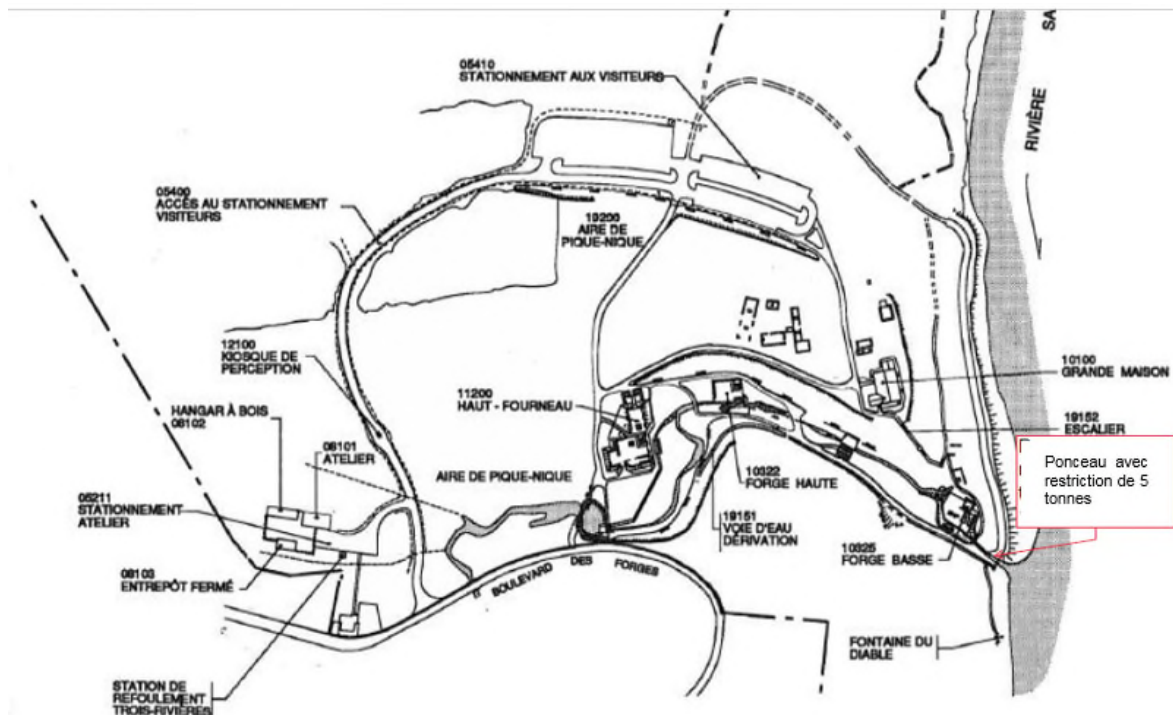 SA
RIVIÈRE
05410
STATIONNEMENT AUX VISITEURS
05400
ACCÈS AU STATIONNEMENT
VISITEURS
19200
AIRE DE
PIQUE-NIQUE
12100
KIOSQUE DE
PERCEPTION
10100
GRANDE MAISON
11200
HAUT - FOURNEAU
HANGAR À BOIS
08102
08101
ATELIER
19152
ESCALIER
Ponceau avec
restriction de 5
tonnes
AIRE DE PIQUE-NIQUE
10322
FORGE HAUTE
05211
STATIONNEMENT
ATELIER
19151
VOIE D'EAU
DÉRIVATION
10325
FORGE BASSE
08103
ENTREPÔT FERMÉ
BOULEVARD DES FORGES
FONTAINE DU
DIABLE
STATION DE
REFOULEMENT
TROIS-RIVIÈRES